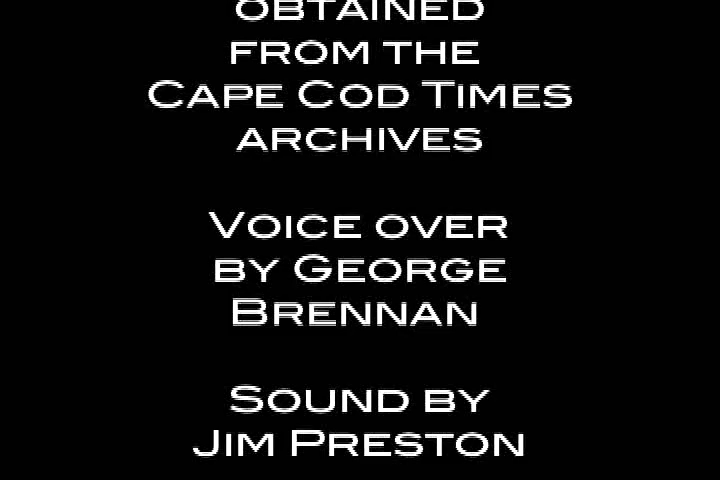 OBTAINED
FROM THE
CAPE COD TIMES
ARCHIVES
VOICE OVER
BY GEORGE
BRENNAN
SOUND BY
JIM PRESTON